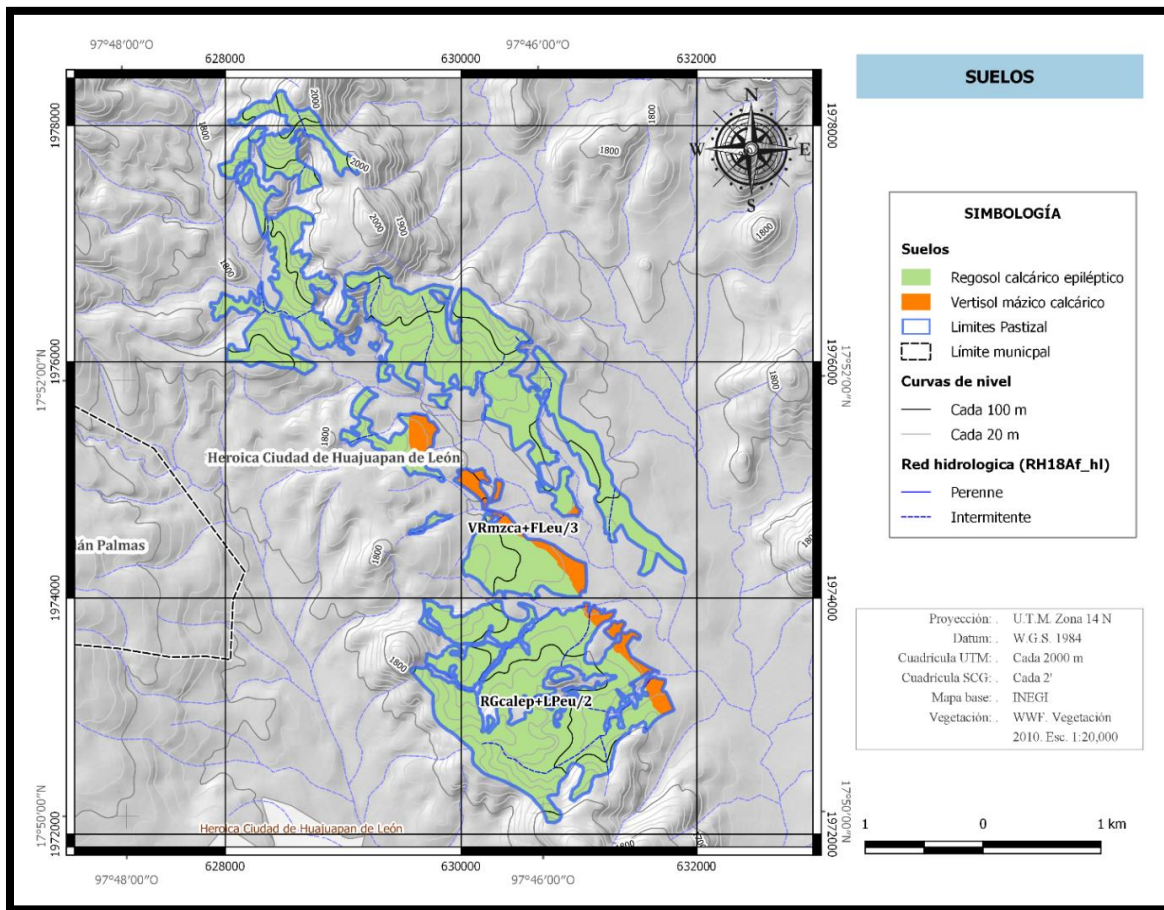 97°48'00"O
97°46'00"O
628000
630000
632000
SUELOS
1978000
1978000
N
W
E
S
2000
1800
1800
2000
2000
1900
1800
1800
1800
SIMBOLOGÍA
Suelos
Regosol calcárico epiléptico
Vertisol mázico calcárico
Limites Pastizal
Límite municpal
Curvas de nivel
Cada 100 m
Cada 20 m
Red hidrologica (RH18Af_hl)
Perenne
Intermitente
1976000
1976000
17°52'00"N
17°52'00"N
1800
1800
Heroica Ciudad de Huajuapan de León
VRmzca+FLeu/3
lán Palmas
1800
1800
1974000
1974000
1800
RGcalep+LPeu/2
Proyección: . U.T.M. Zona 14 N
Datum: . W.G.S. 1984
Cuadrícula UTM: . Cada 2000 m
Cuadrícula SCG: . Cada 2'
Mapa base: . INEGI
Vegetación: . WWF. Vegetación
2010. Esc. 1:20,000
17°50'00"N
17°50'00"N
1972000
1972000
Heroica Ciudad de Huajuapan de León
1 0 1 km
628000
630000
632000
97°48'00"O
97°46'00"O